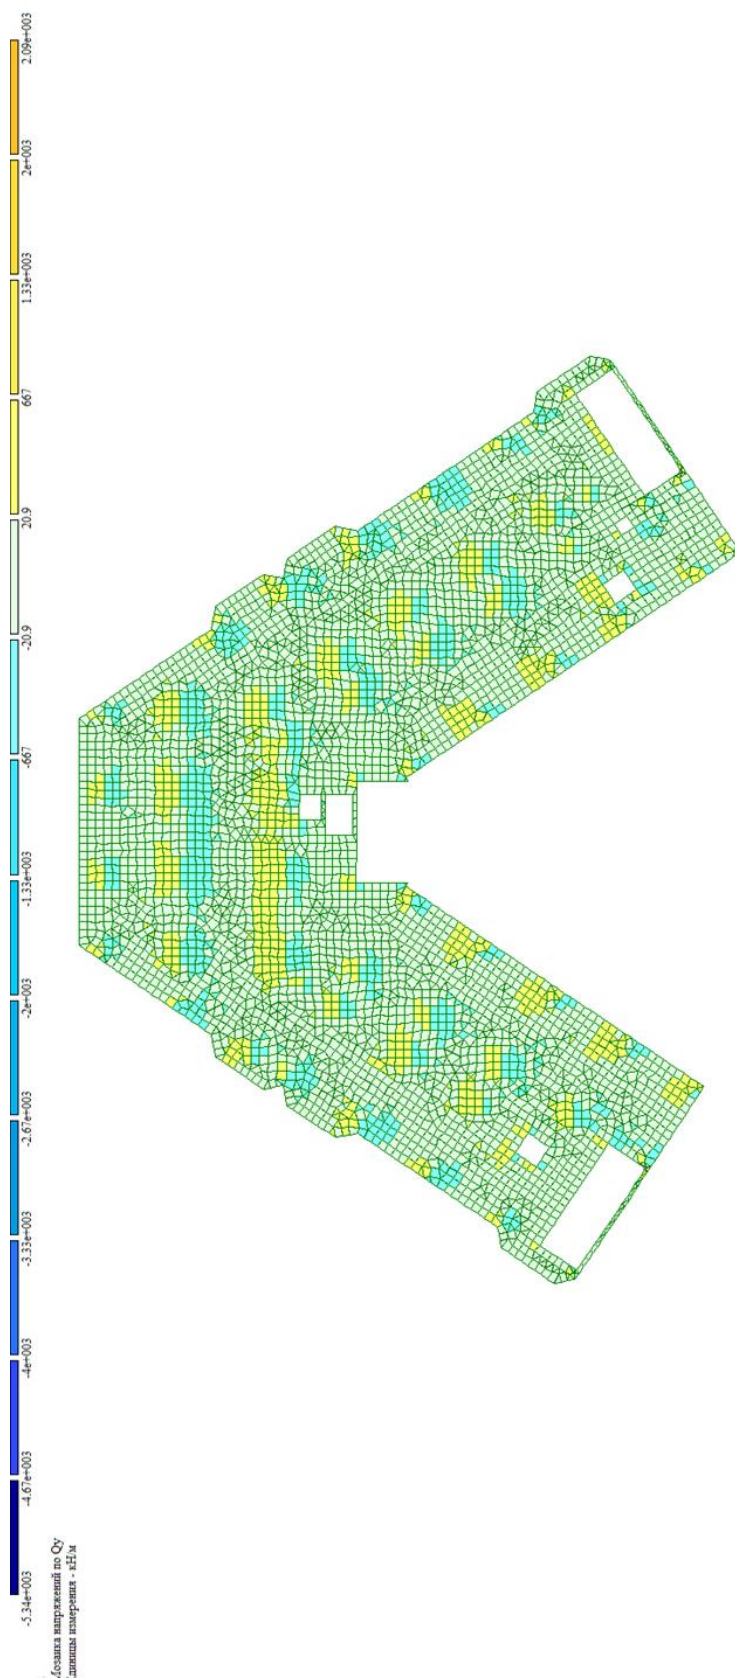 -5.34e+003 -4.67e+003 -4e+003 -3.33e+003 -2.67e+003 -2e+003 -1.33e+003 -667 -20.9 20.9 667 1.33e+003 2e+003 2.09e+003
Мозаика напряжений по Qy
Единицы измерения - кН/м